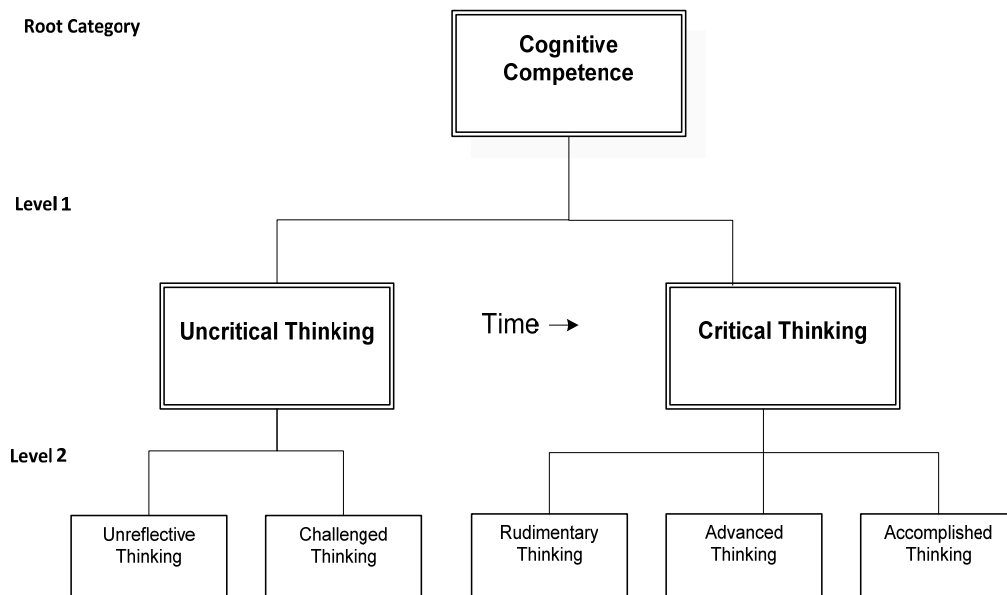 Root Category
Cognitive
Competence
Level 1
Uncritical Thinking
Time →
Critical Thinking
Level 2
Unreflective
Thinking
Challenged
Thinking
Rudimentary
Thinking
Advanced
Thinking
Accomplished
Thinking